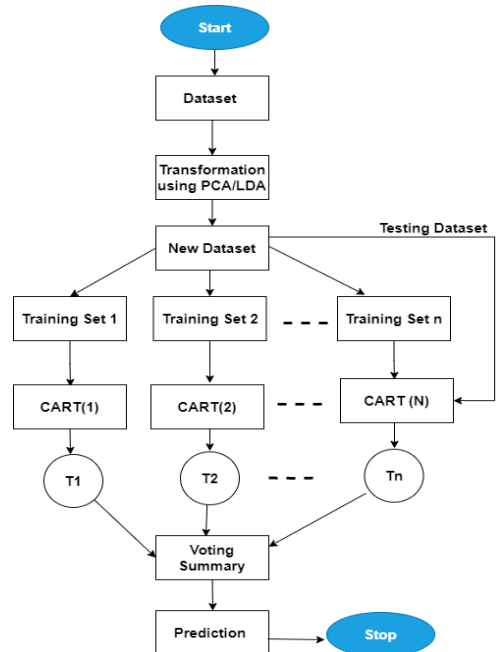 Start
Dataset
Transformation
using PCA/LDA
Testing Dataset
New Dataset
Training Set 1
Training Set 2
Training Set n
CART(1)
CART(2)
CART (N)
T1
T2
Tn
Voting
Summary
Prediction
Stop